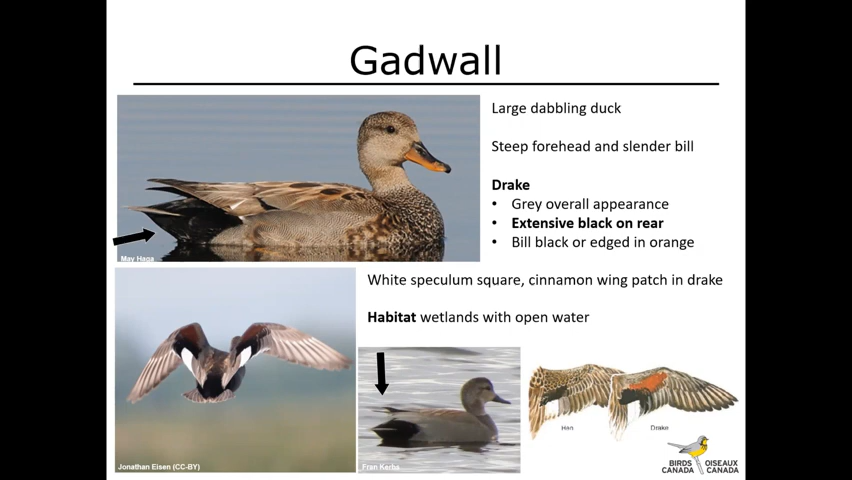 Gadwall
Large dabbling duck
Steep forehead and slender bill
Drake
• Grey overall appearance
• Extensive black on rear
• Bill black or edged in orange
May Haga
White speculum square, cinnamon wing patch in drake
Habitat wetlands with open water
Jonathan Eisen (CC-BY)
Fran Kerbs
Hen
Drake
BIRDS OISEAUX
CANADA CANADA